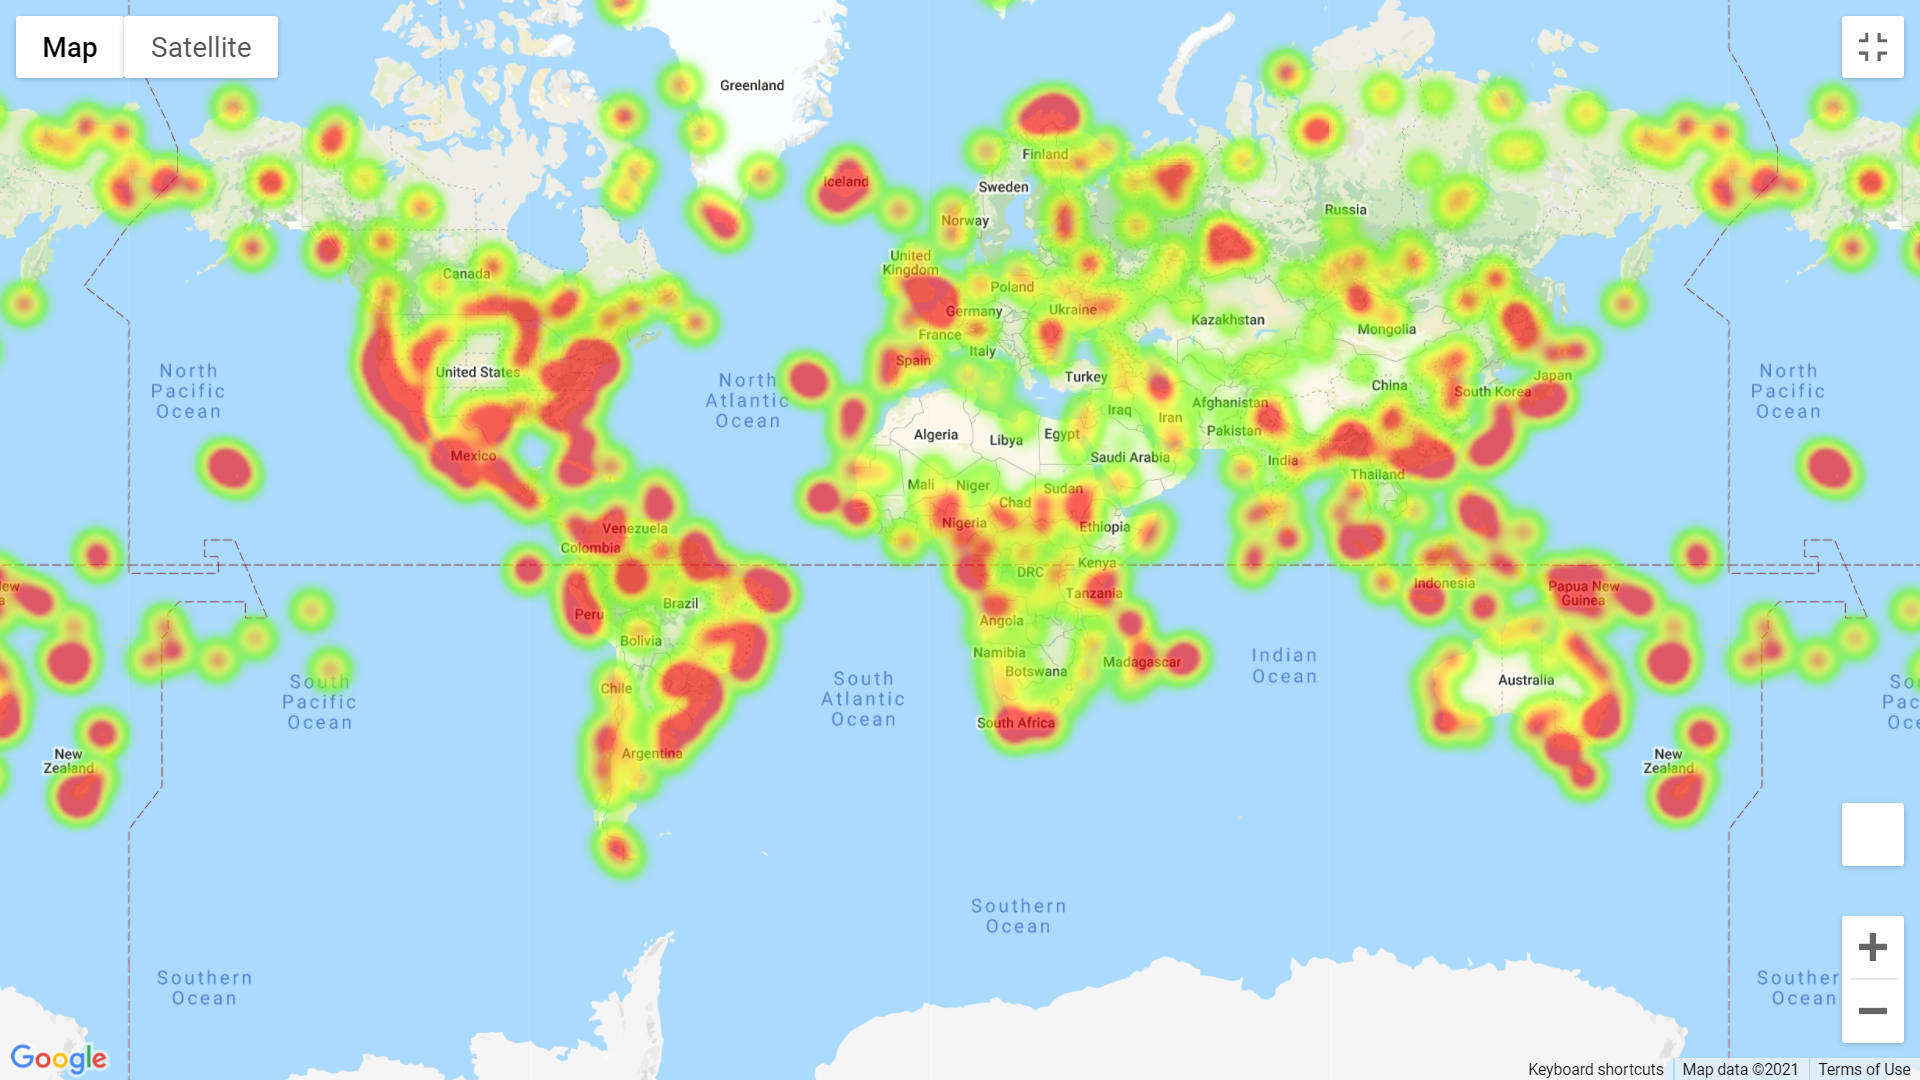 Map
Satellite
Greenland
Finland
Iceland
Sweden
Norway
Russia
United
Kingdom
Canada
Poland
Germany
Ukraine
Kazakhstan
France
Mongolia
Italy
Spain
United States
Turkey
China
Japan
South Korea
North
Pacific
Ocean
North
Atlantic
Ocean
North
Pacific
Ocean
Afghanistan
Iraq
Iran
Pakistan
Algeria
Libya
Egypt
Saudi Arabia
Mexico
India
Thailand
Mali
Niger
Chad
Sudan
Nigeria
Ethiopia
Venezuela
Colombia
DRC
Kenya
Indonesia
Tanzania
Papua New
Guinea
New
a
Brazil
Peru
Angola
Bolivia
Namibia
Botswana
Madagascar
Indian
Ocean
South
Pacific
Ocean
Chile
South
Atlantic
Ocean
Australia
So
Pac
Oce
South Africa
Argentina
New
Zealand
New
Zealand
Southern
Ocean
Southern
Ocean
Souther
Ocean
Google
Keyboard shortcuts
Map data ©2021
Terms of Use